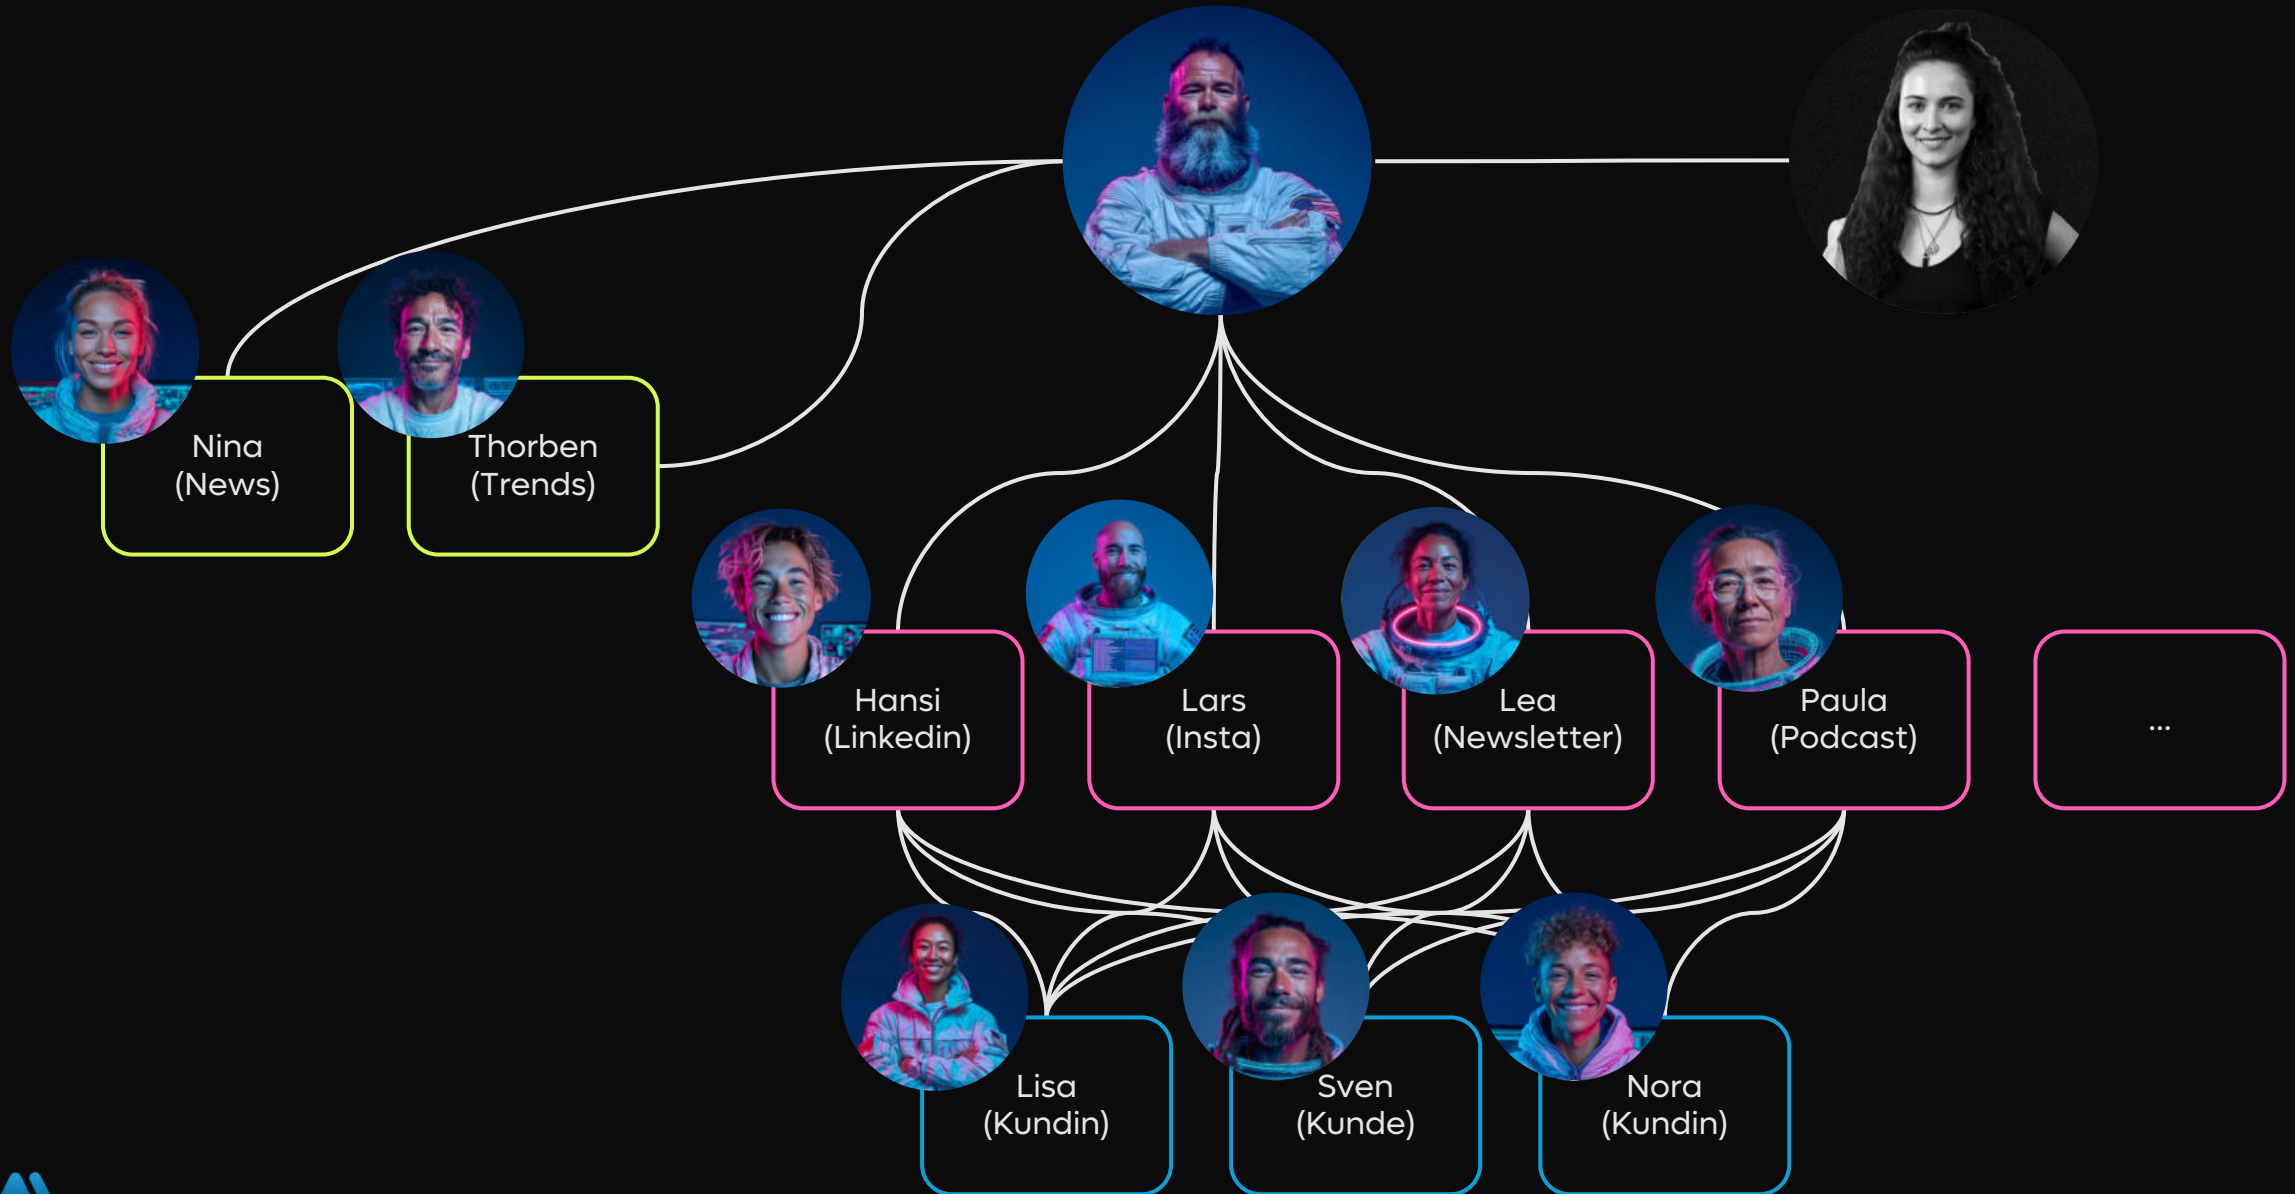 Nina
(News)
Thorben
(Trends)
Hansi
(Linkedin)
Lars
(Insta)
Lea
(Newsletter)
Paula
(Podcast)
...
Lisa
(Kundin)
Sven
(Kunde)
Nora
(Kundin)